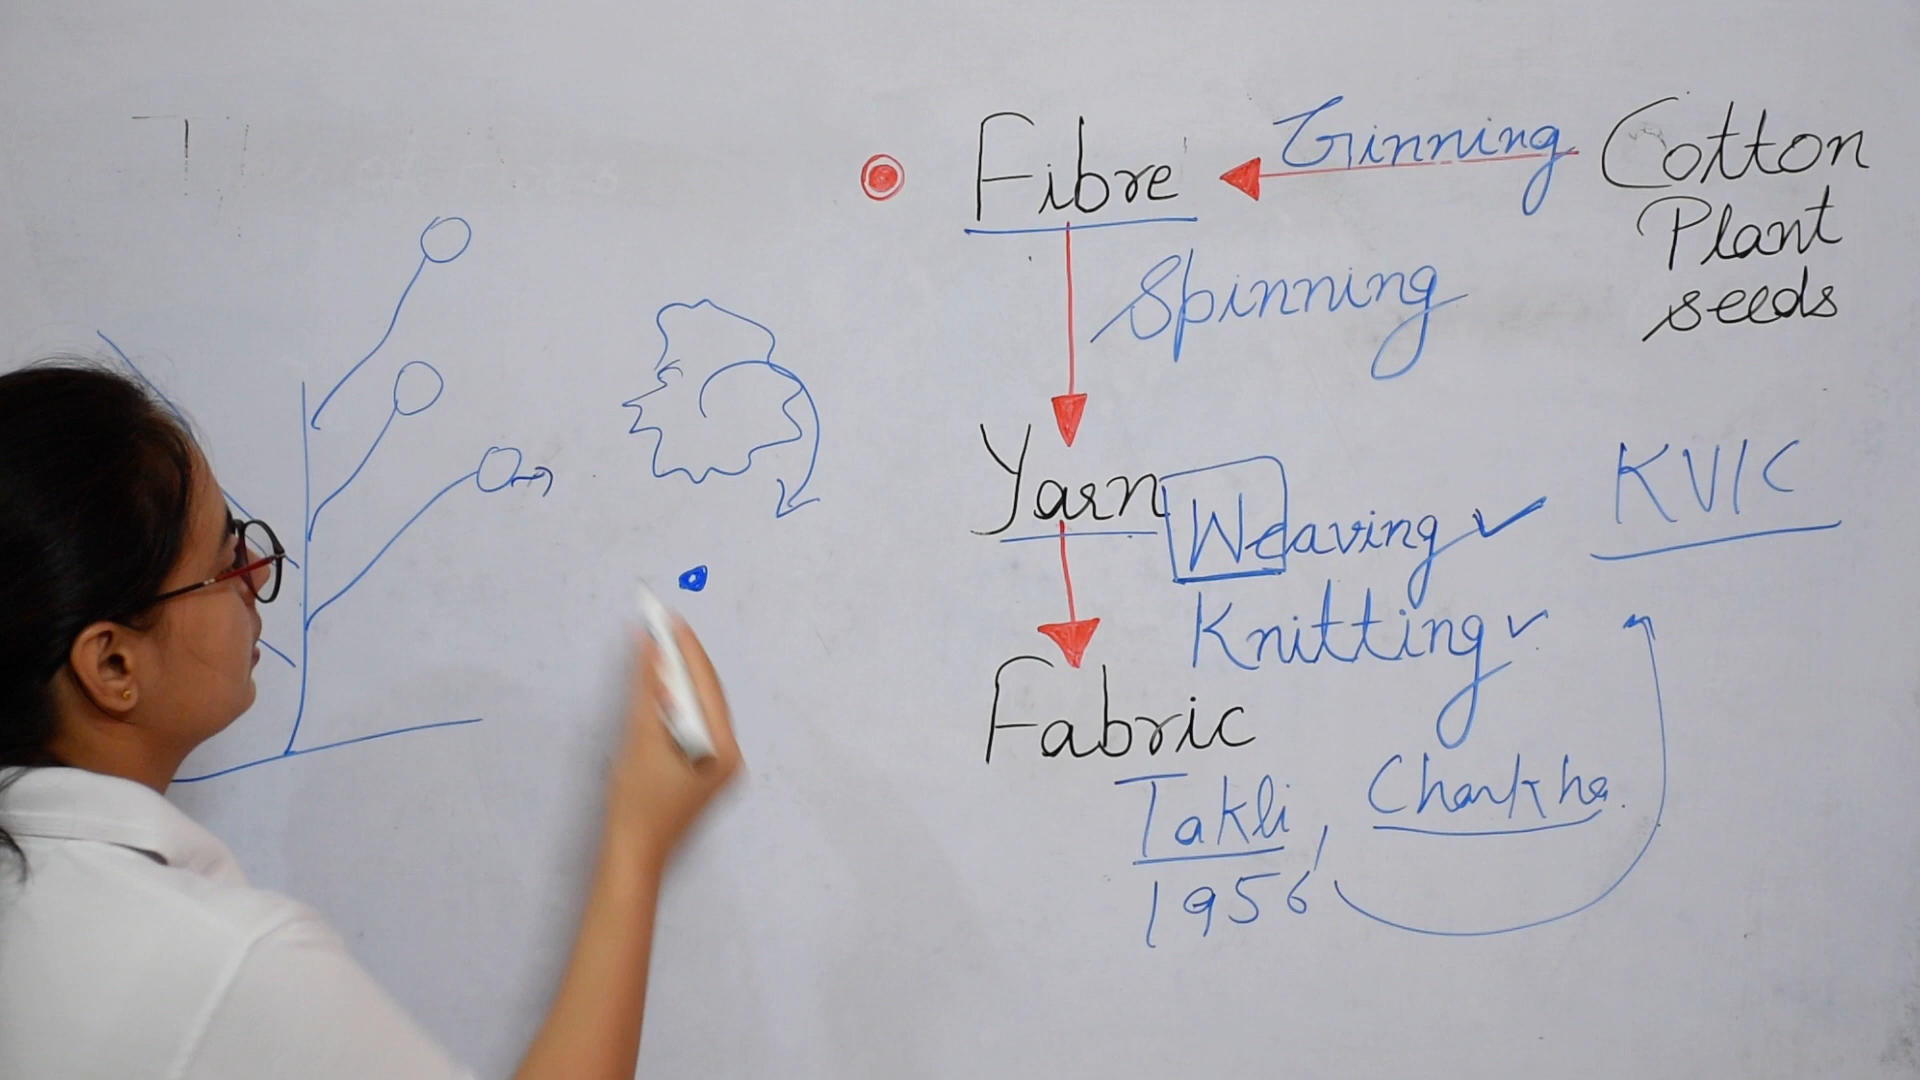 Fibre Ginning Cotton
Plant
seeds
Spinning
Yarn
Weaving KVIC
Knitting
Fabric
Takli, Charkha
1956